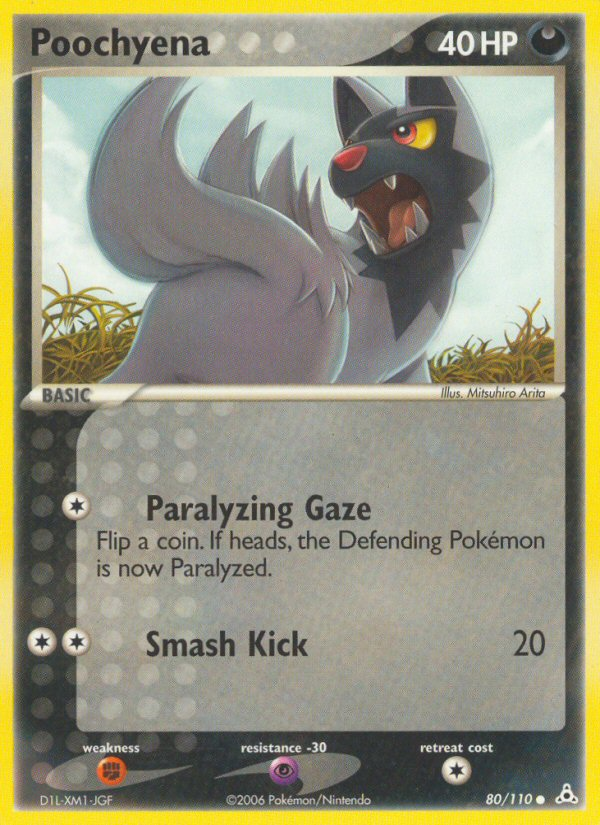 Poochyena
40 HP
BASIC
Illus. Mitsuhiro Arita
Paralyzing Gaze
Flip a coin. If heads, the Defending Pokémon
is now Paralyzed.
Smash Kick 20
weakness resistance -30 retreat cost
D1L-XM1-JGF ©2006 Pokémon/Nintendo 80/110